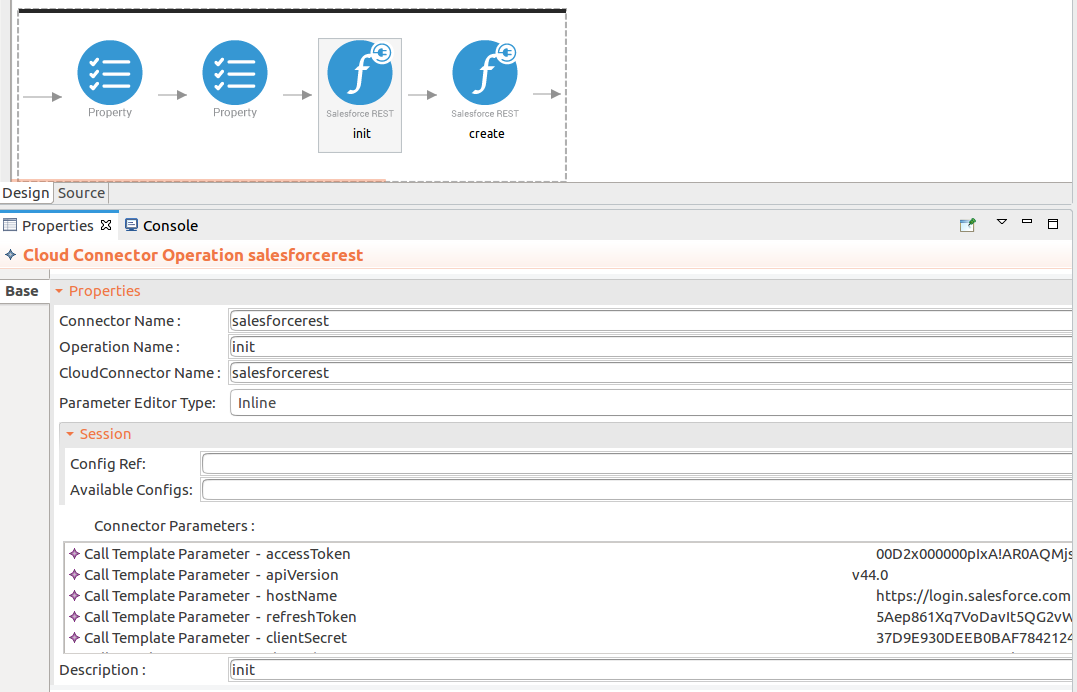 Property
Property
Salesforce REST
init
Salesforce REST
create
Design
Source
Properties
Console
Cloud Connector Operation salesforcerest
Base
Properties
Connector Name :
salesforcerest
Operation Name :
init
CloudConnector Name :
salesforcerest
Parameter Editor Type:
Inline
Session
Config Ref:
Available Configs:
Connector Parameters :
Call Template Parameter - accessToken
00D2x000000pIxA!AR0AQMjs
Call Template Parameter - apiVersion
v44.0
Call Template Parameter - hostName
https://login.salesforce.com
Call Template Parameter - refreshToken
5Aep861Xq7VoDavIt5QG2vW
Call Template Parameter - clientSecret
37D9E930DEEB0BAF7842124
Description :
init